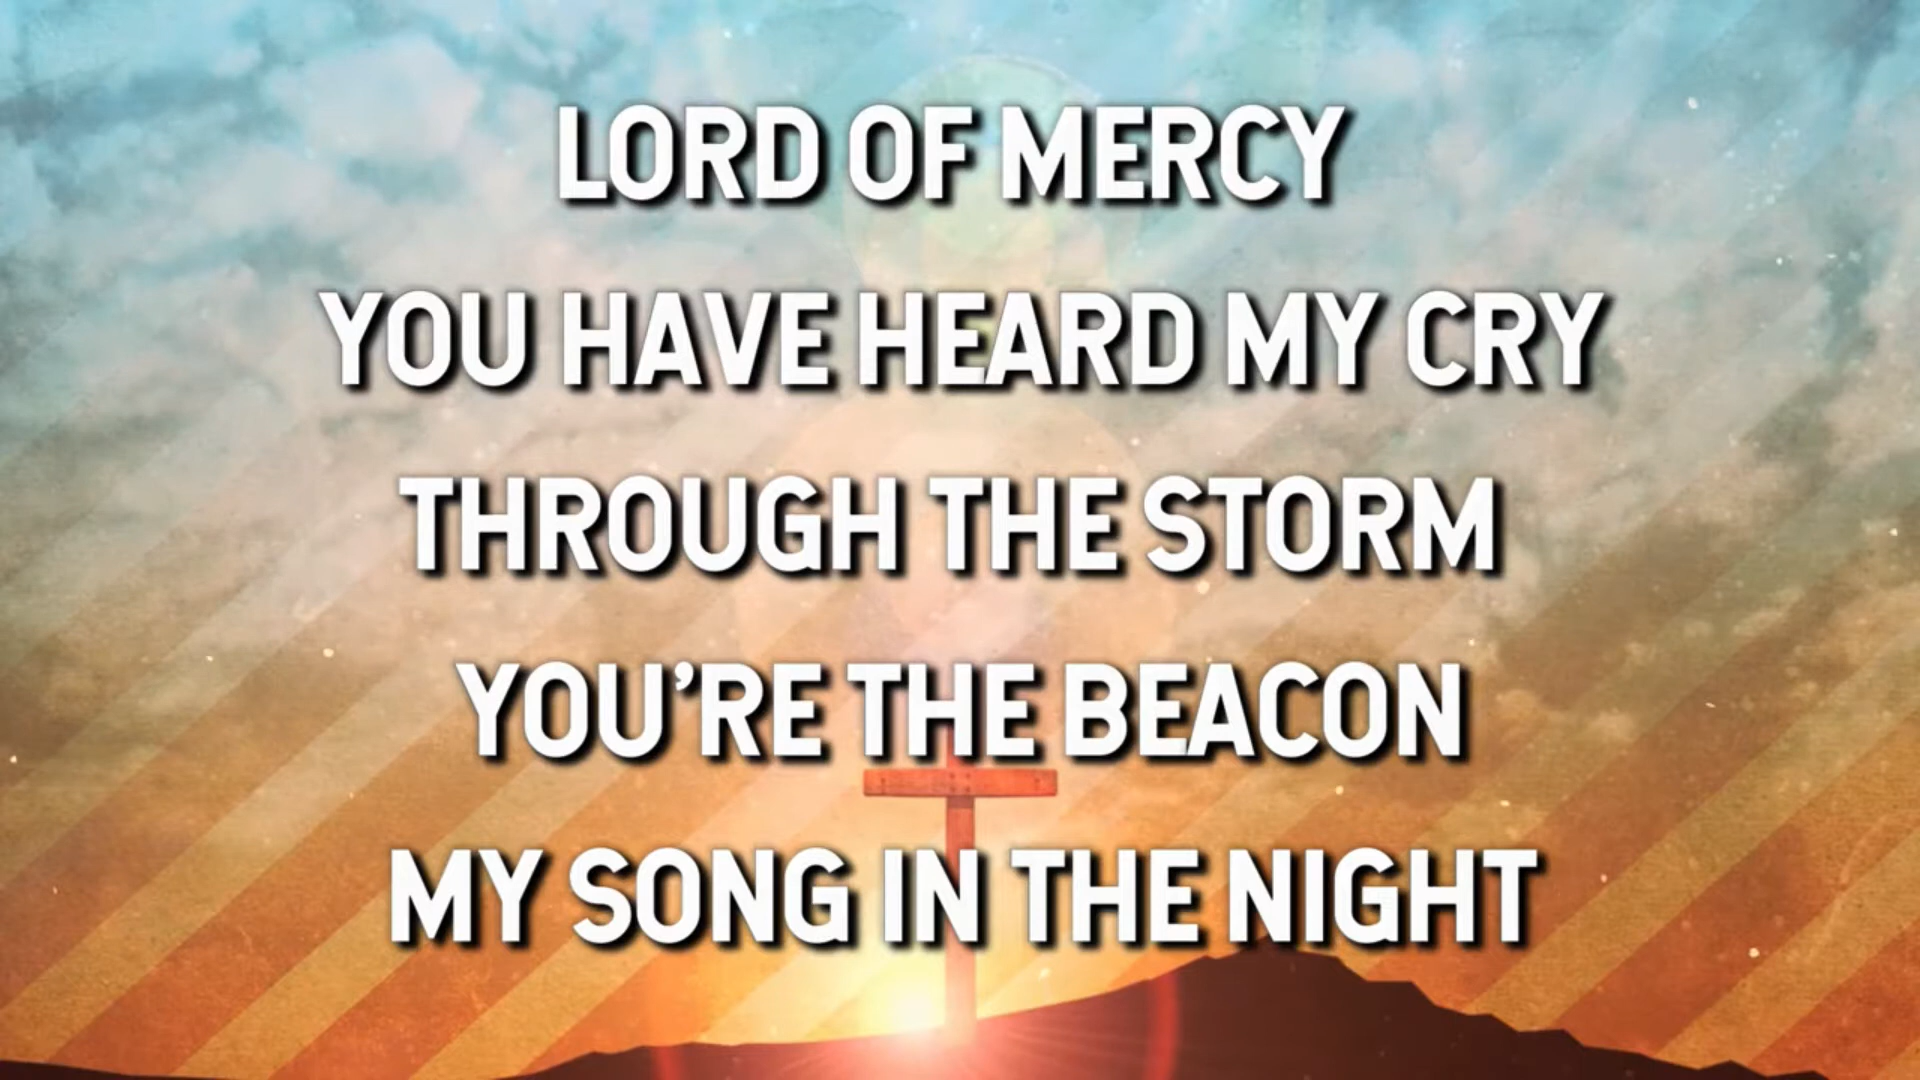 LORD OF MERCY
YOU HAVE HEARD MY CRY
THROUGH THE STORM
YOU’RE THE BEACON
MY SONG IN THE NIGHT